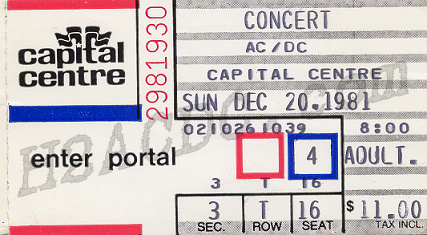 capital
centre
2981930
CONCERT
AC/DC
CAPITAL CENTRE
SUN DEC 20.1981
0210261039 8:00
enter portal
4 ADULT.
3 T 16
3 T 16 $11.00
SEC. ROW SEAT TAX INCL.